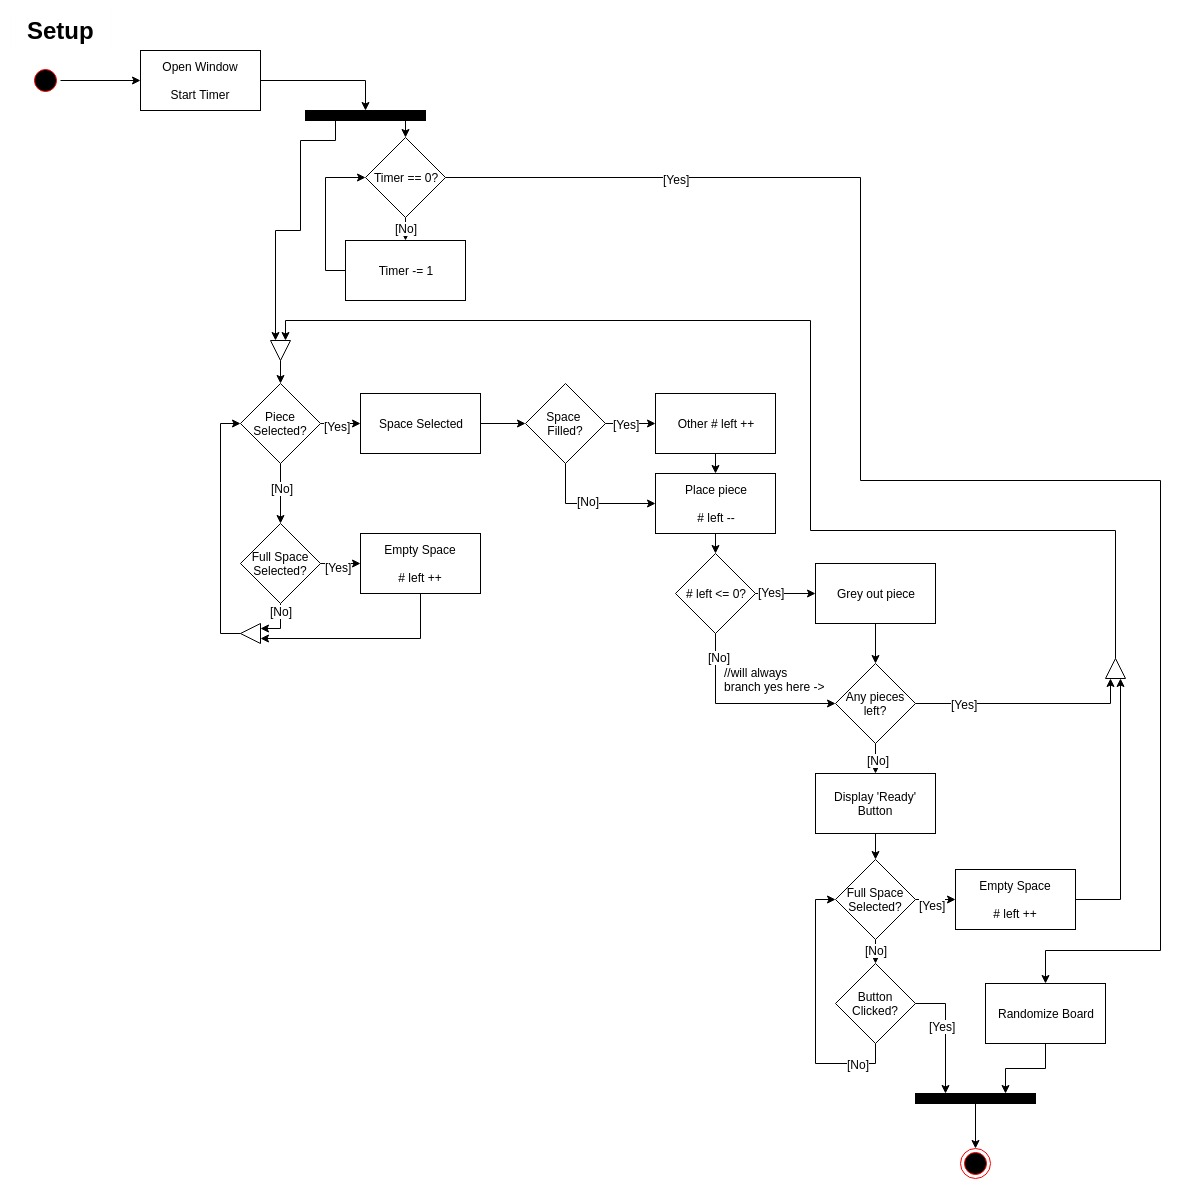 Setup
Open Window
Start Timer
Timer == 0?
[Yes]
[No]
Timer -= 1
Piece
Selected?
[Yes]
Space Selected
Space
Filled?
[Yes]
Other # left ++
[No]
Place piece
# left --
[No]
Full Space
Selected?
[Yes]
Empty Space
# left ++
[No]
# left <= 0?
[Yes]
Grey out piece
[No]
//will always
branch yes here ->
Any pieces
left?
[Yes]
[No]
Display 'Ready'
Button
Full Space
Selected?
[Yes]
Empty Space
# left ++
[No]
Button
Clicked?
[Yes]
[No]
Randomize Board